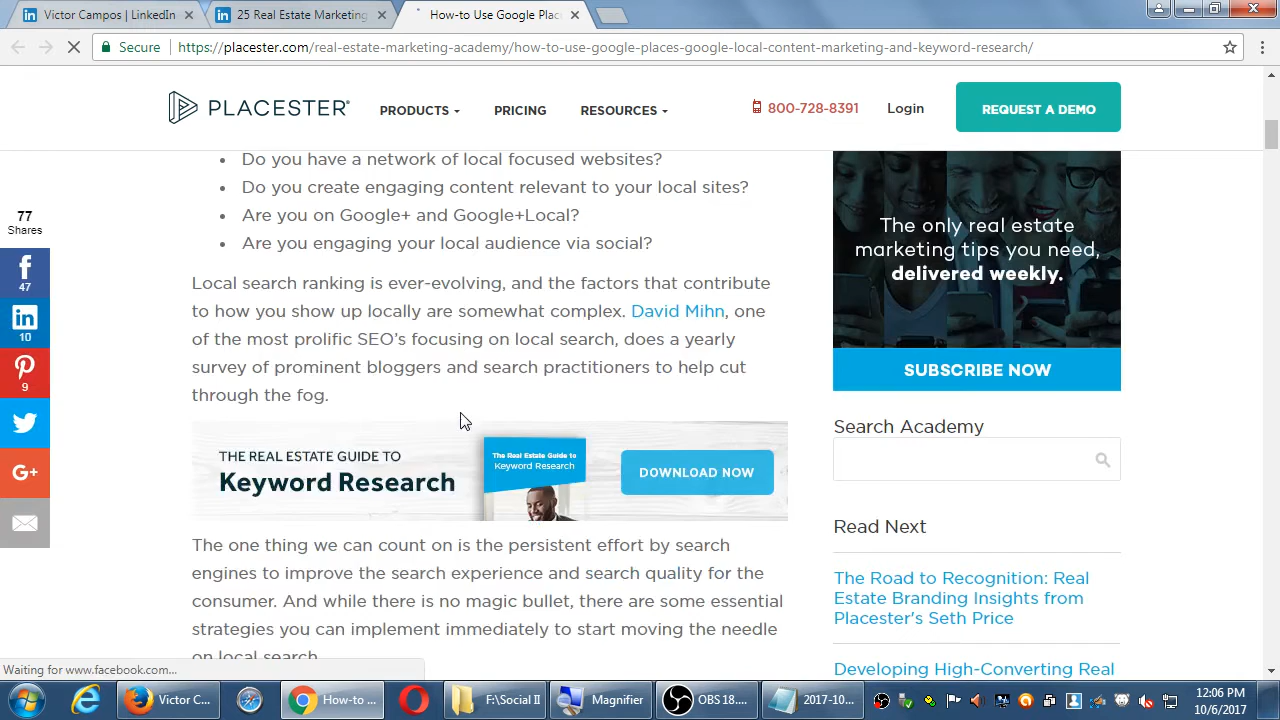 Victor Campos | LinkedIn
25 Real Estate Marketing
How-to Use Google Plac
Secure
https://placester.com/real-estate-marketing-academy/how-to-use-google-places-google-local-content-marketing-and-keyword-research/
PLACESTER
PRODUCTS
PRICING
RESOURCES
800-728-8391
Login
REQUEST A DEMO
77
Shares
47
10
9
G+
Do you have a network of local focused websites?
Do you create engaging content relevant to your local sites?
Are you on Google+ and Google+Local?
Are you engaging your local audience via social?
Local search ranking is ever-evolving, and the factors that contribute
to how you show up locally are somewhat complex. David Mihn, one
of the most prolific SEO's focusing on local search, does a yearly
survey of prominent bloggers and search practitioners to help cut
through the fog.
THE REAL ESTATE GUIDE TO
Keyword Research
The Real Estate Guide to
Keyword Research
DOWNLOAD NOW
The one thing we can count on is the persistent effort by search
engines to improve the search experience and search quality for the
consumer. And while there is no magic bullet, there are some essential
strategies you can implement immediately to start moving the needle
on local search.
The only real estate
marketing tips you need,
delivered weekly.
SUBSCRIBE NOW
Search Academy
Read Next
The Road to Recognition: Real
Estate Branding Insights from
Placester's Seth Price
Developing High-Converting Real
Waiting for www.facebook.com...
Victor C...
How-to ...
F:\Social II
Magnifier
OBS 18....
2017-10...
12:06 PM
10/6/2017